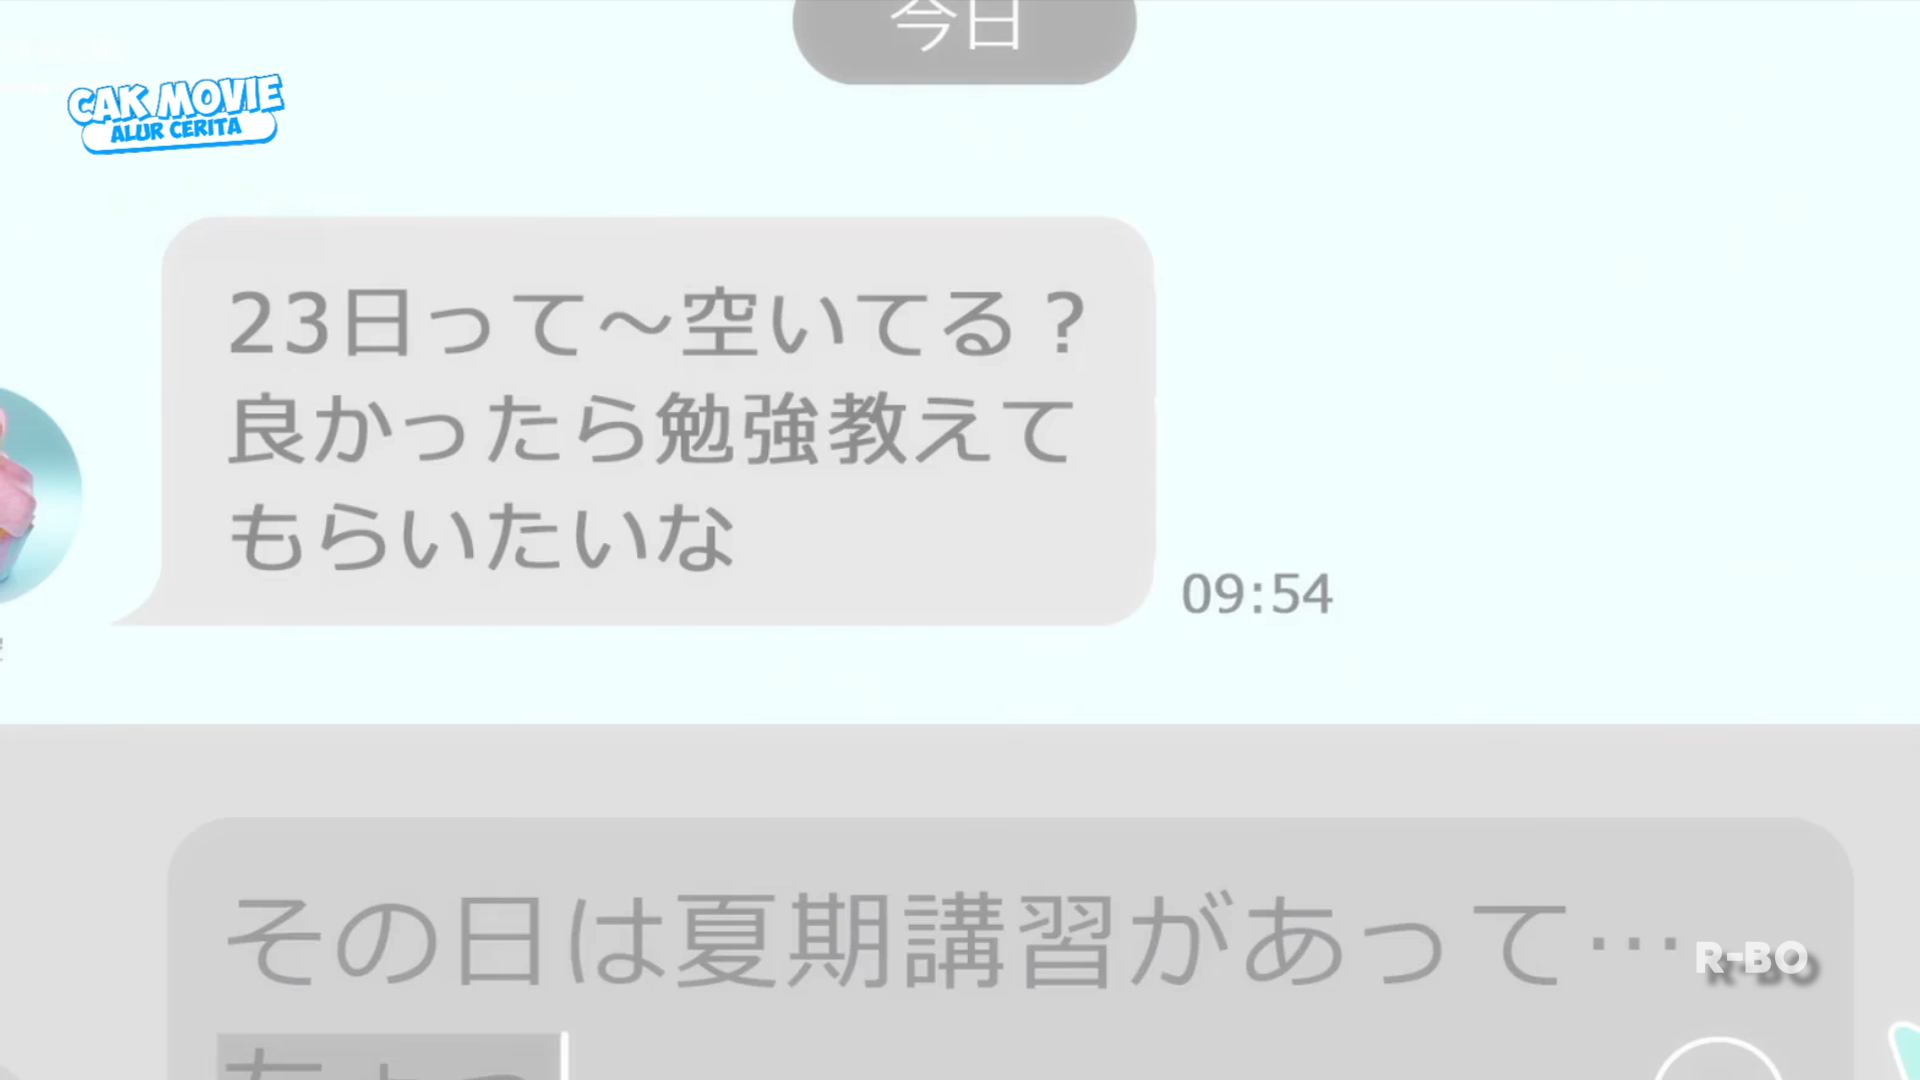 今日
CAK MOVIE
ALUR CERITA
23日って～空いてる？
良かったら勉強教えて
もらいたいな
09:54
その日は夏期講習があって…
R-BO